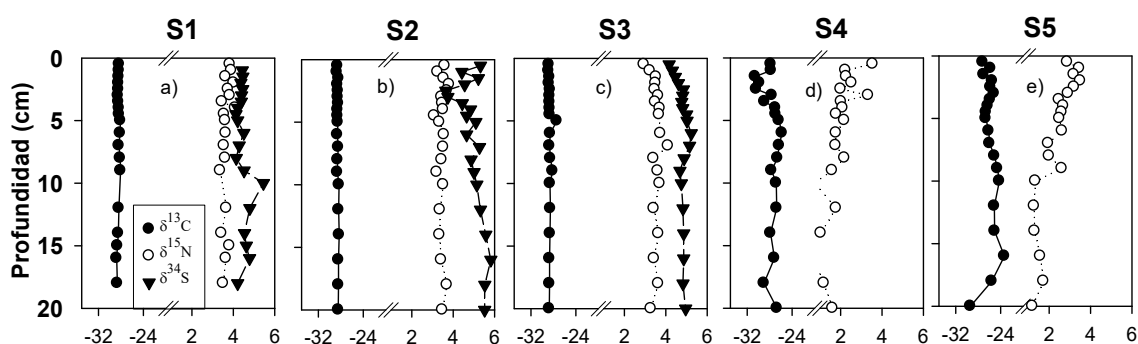 S1 S2 S3 S4 S5
Profundidad (cm)
0
5
10
15
20
a) b) c) d) e)
δ13C
δ15N
δ34S
-32 -24 2 4 6 -32 -24 2 4 6 -32 -24 2 4 6 -32 -24 2 4 6 -32 -24 2 4 6